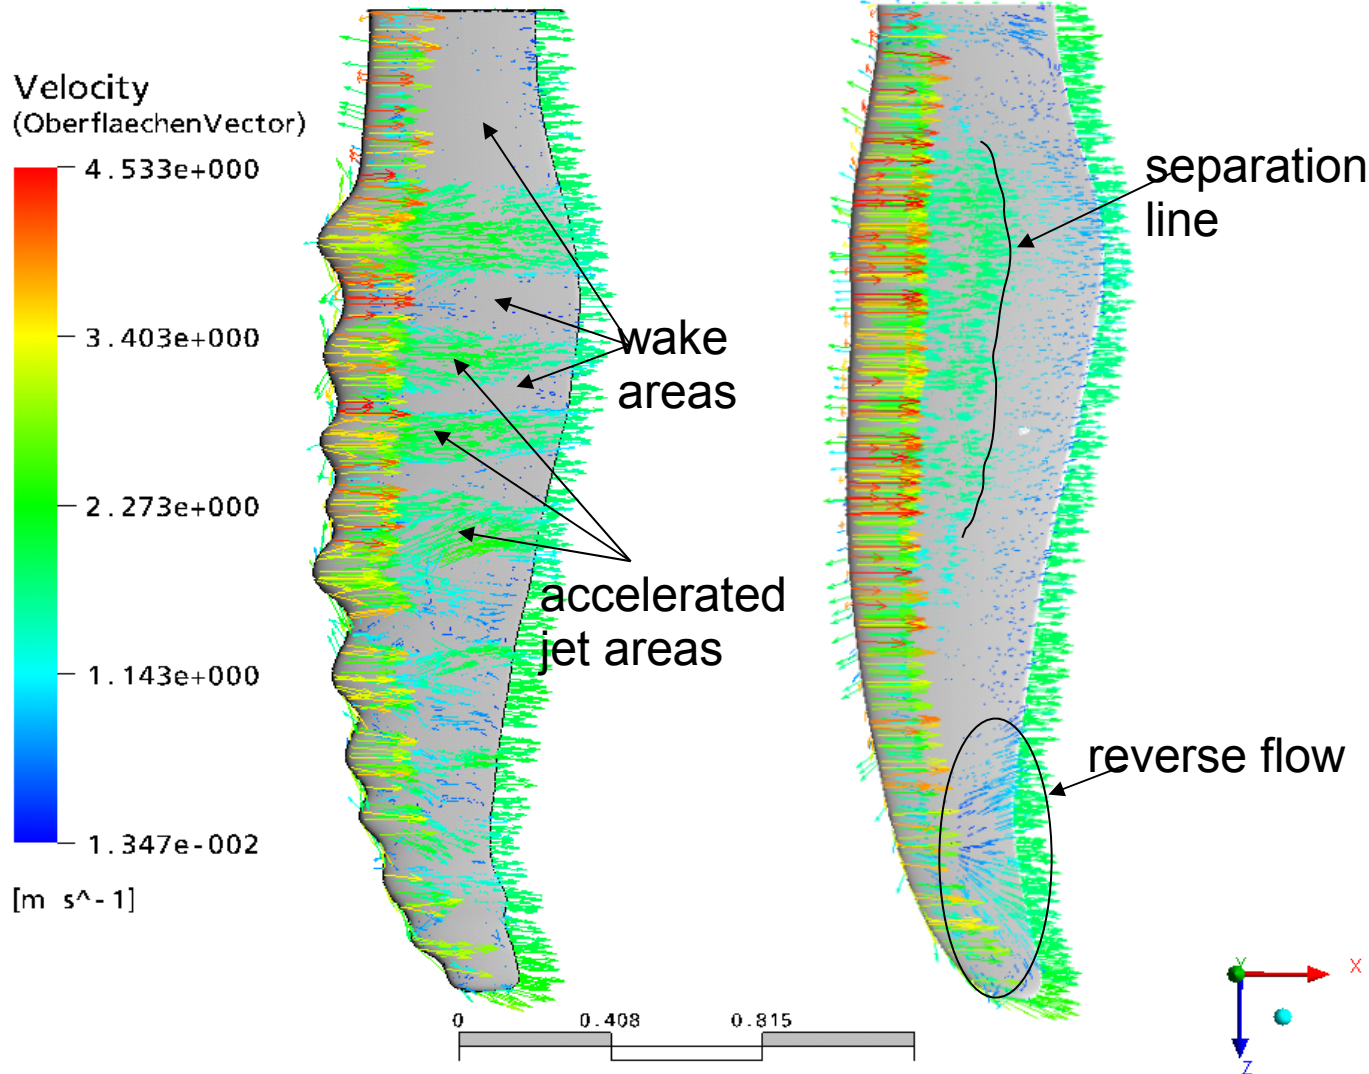 Velocity
(OberflaechenVector)
4.533e+000
3.403e+000
2.273e+000
1.143e+000
1.347e-002
[m s^-1]
wake
areas
accelerated
jet areas
separation
line
reverse flow
0 0.408 0.815
Y X
Z